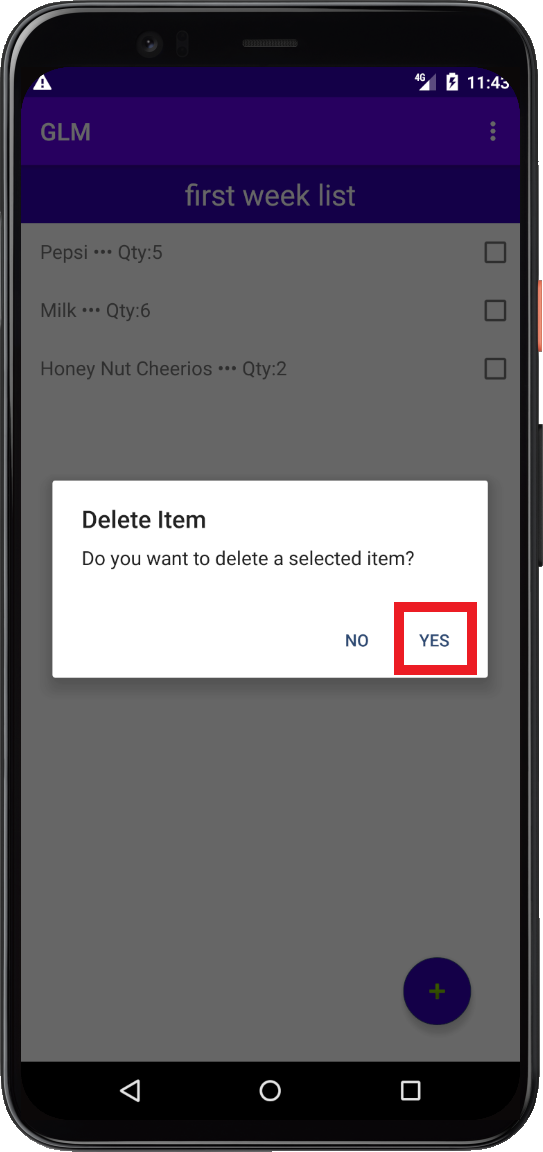 4G 11:43
GLM
first week list
Pepsi ••• Qty:5
Milk ••• Qty:6
Honey Nut Cheerios ••• Qty:2
Delete Item
Do you want to delete a selected item?
NO YES
+